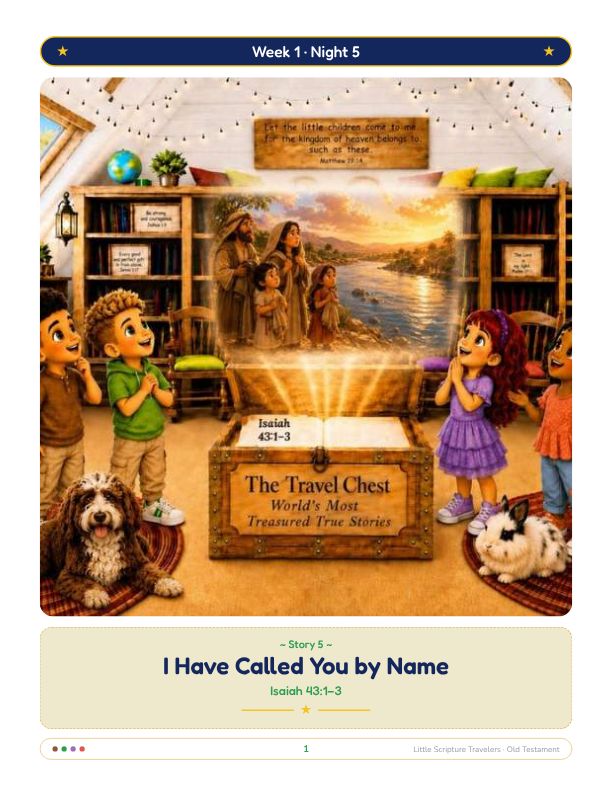 Week 1 · Night 5
Let the little children come to me
for the kingdom of heaven belongs to
such as these.
Matthew 19:14
Be strong
and courageous.
Joshua 1:9
Every good
and perfect gift
is from above.
James 1:17
The Lord
is
my light.
Isaiah
43:1–3
The Travel Chest
World's Most
Treasured True Stories
~ Story 5 ~
I Have Called You by Name
Isaiah 43:1–3
1
Little Scripture Travelers · Old Testament